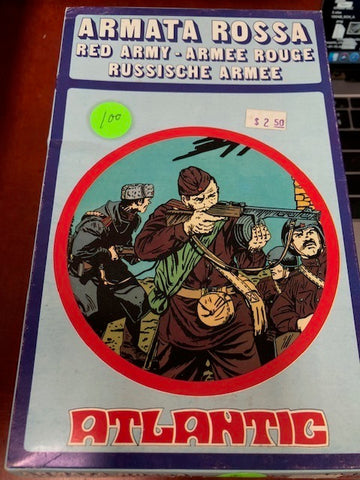 ARMATA ROSSA
RED ARMY - ARMEE ROUGE
RUSSISCHE ARMEE
100
$ 2.50
ATLANTIC